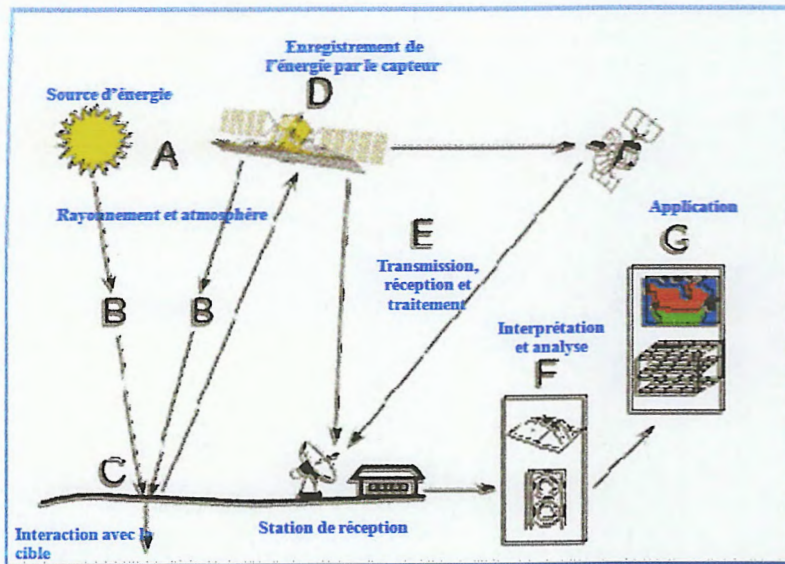 Enregistrement de
l'énergie par le capteur
D
Source d'énergie
A
Rayonnement et atmosphère
B
B
E
Transmission,
réception et
traitement
Application
G
Interprétation
et analyse
F
C
Interaction avec la
cible
Station de réception